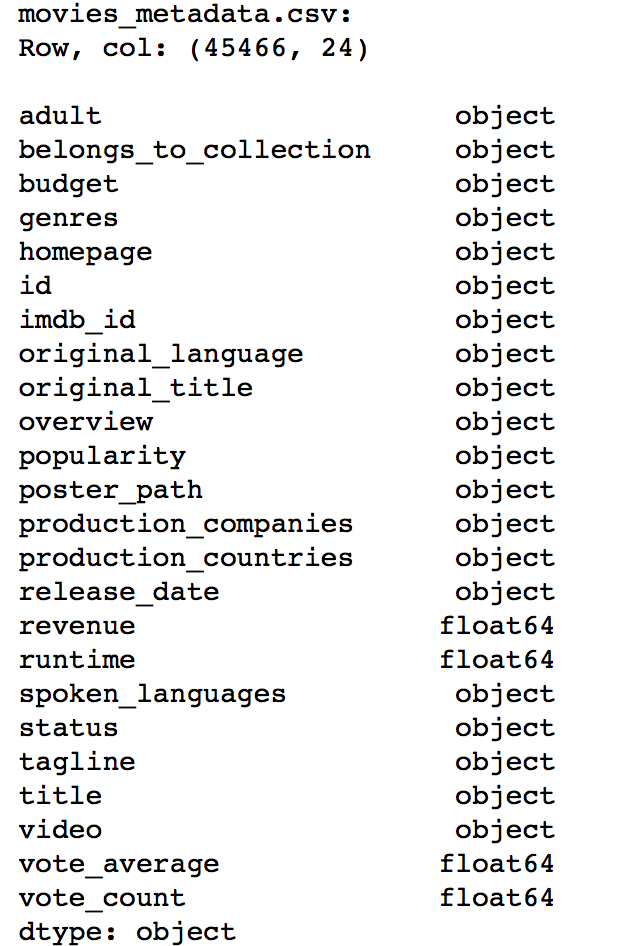 movies_metadata.csv:
Row, col: (45466, 24)
adult object
belongs_to_collection object
budget object
genres object
homepage object
id object
imdb_id object
original_language object
original_title object
overview object
popularity object
poster_path object
production_companies object
production_countries object
release_date object
revenue float64
runtime float64
spoken_languages object
status object
tagline object
title object
video object
vote_average float64
vote_count float64
dtype: object